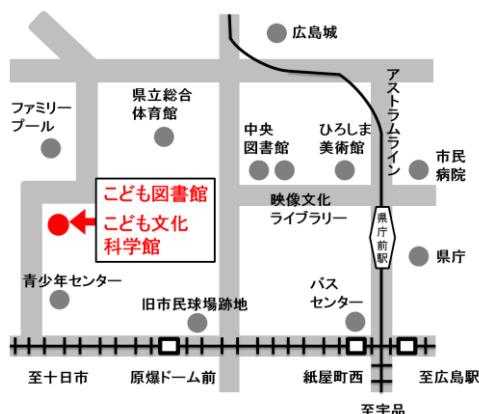 広島城
アストラムライン
ファミリー
プール
県立総合
体育館
中央
図書館
ひろしま
美術館
市民
病院
こども図書館
こども文化
科学館
映像文化
ライブラリー
県庁前駅
県庁
青少年センター
旧市民球場跡地
バス
センター
至十日市
原爆ドーム前
紙屋町西
至広島駅
至宇品